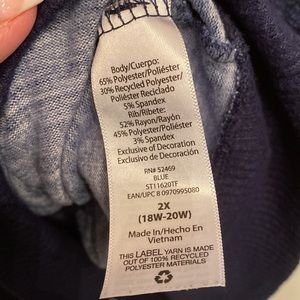 Body/Cuerpo:
65% Polyester/Poliéster
30% Recycled Polyester/
Poliéster Reciclado
5% Spandex
Rib/Ribete:
52% Rayon/Rayón
45% Polyester/Poliéster
3% Spandex
Exclusive of Decoration
Exclusivo de Decoración
RN# 52469
BLUE
ST11620TF
EAN/UPC 8 0970995080
2X
(18W-20W)
Made In/Hecho En
Vietnam
THIS LABEL YARN IS MADE
OUT OF 100% RECYCLED
POLYESTER MATERIALS